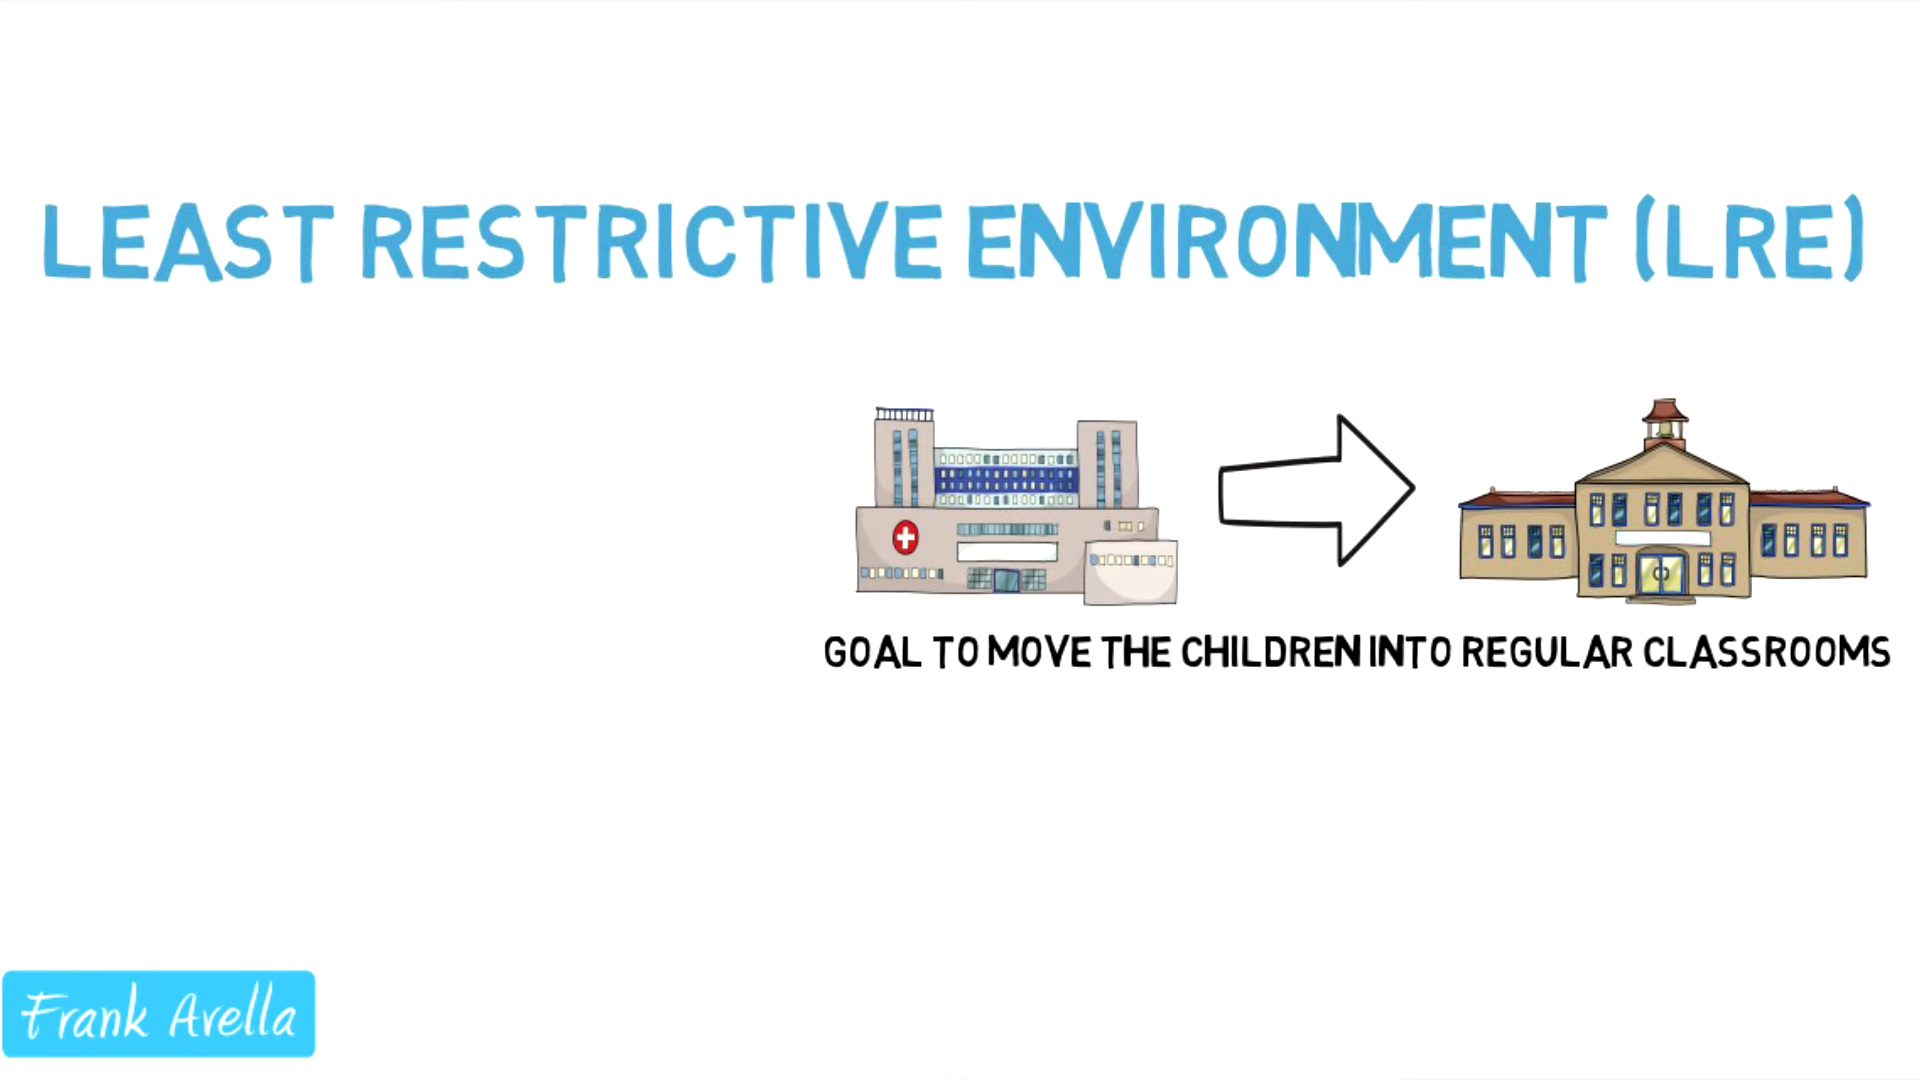 LEAST RESTRICTIVE ENVIRONMENT (LRE)
GOAL TO MOVE THE CHILDREN INTO REGULAR CLASSROOMS
Frank Avella